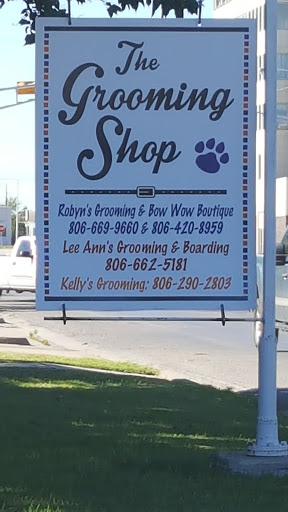 The
Grooming
Shop
Robyn's Grooming & Bow Wow Boutique
806-669-9660 & 806-420-8959
Lee Ann's Grooming & Boarding
806-662-5181
Kelly's Grooming: 806-290-2803